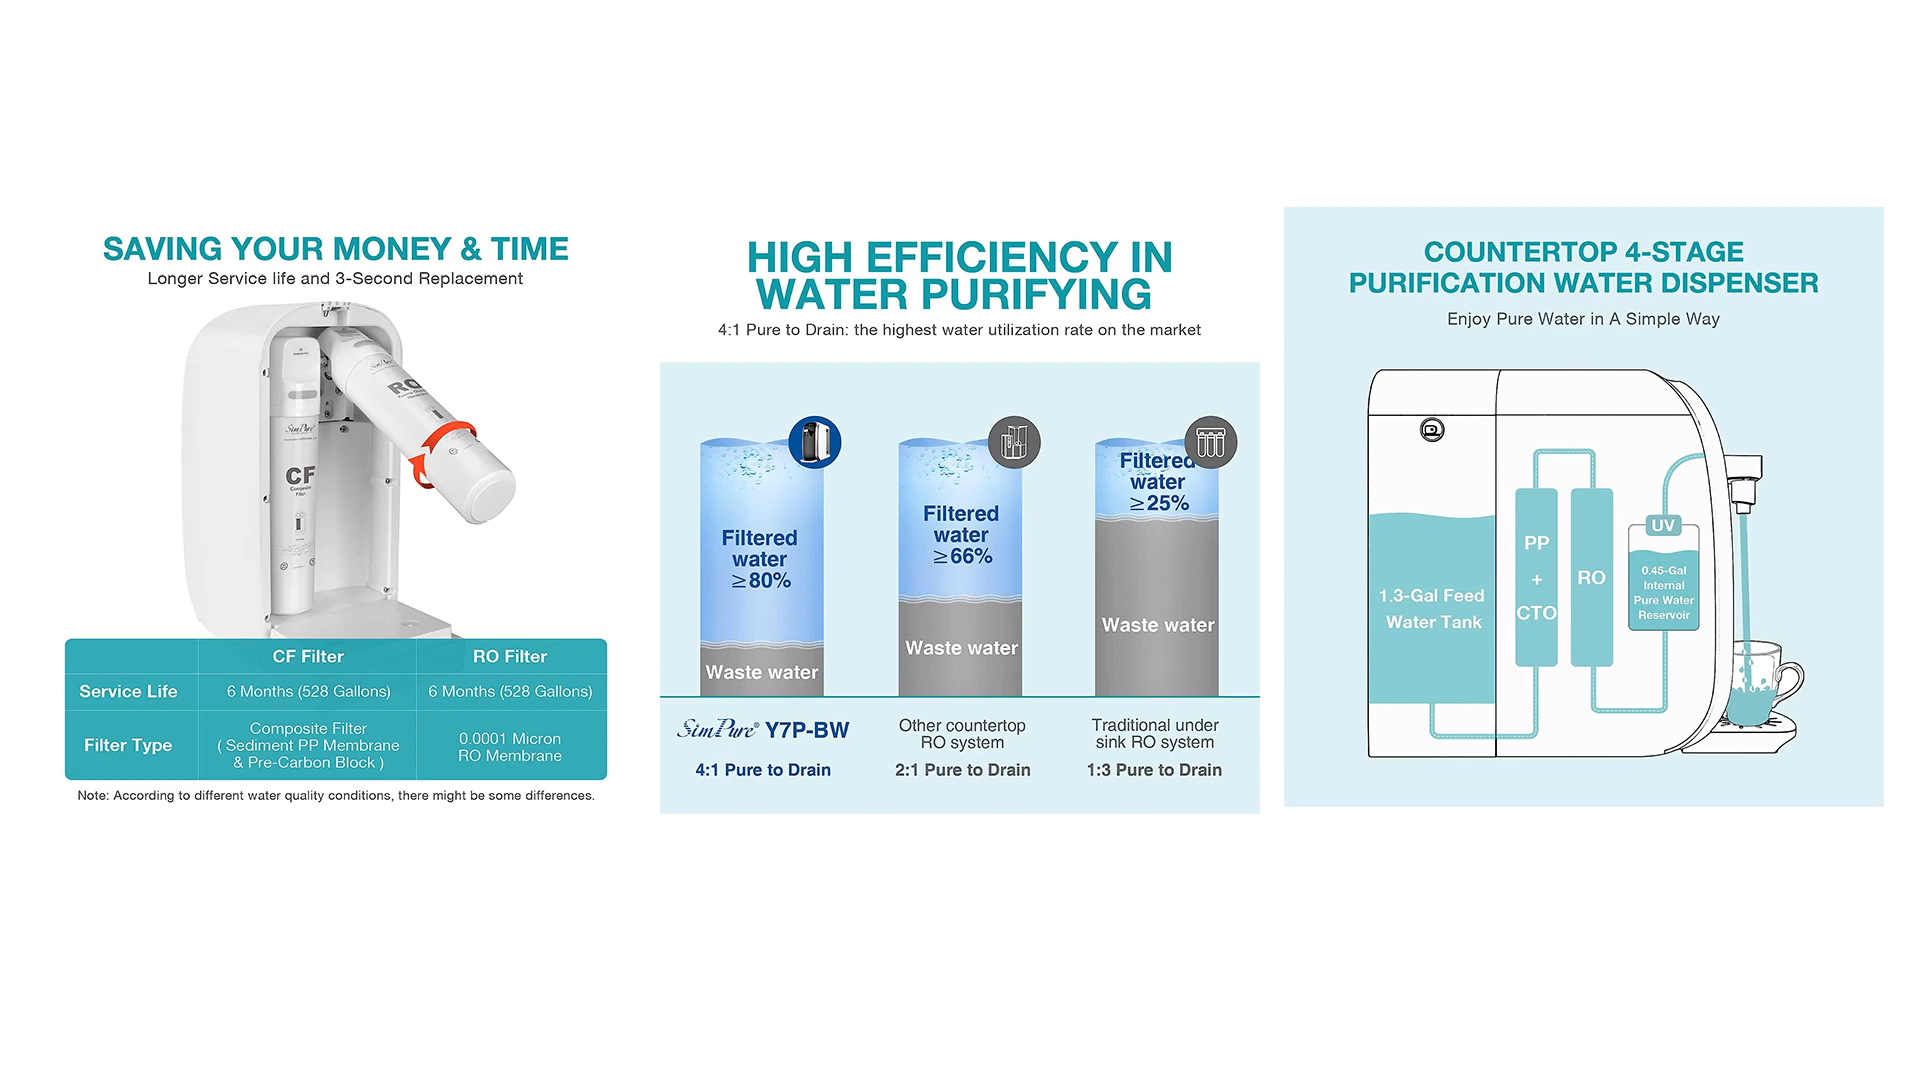 SAVING YOUR MONEY & TIME
Longer Service life and 3-Second Replacement
SimPure
CF
Composite
Filter
SimPure
RO
CF Filter
RO Filter
Service Life
6 Months (528 Gallons)
6 Months (528 Gallons)
Filter Type
Composite Filter
( Sediment PP Membrane
& Pre-Carbon Block )
0.0001 Micron
RO Membrane
Note: According to different water quality conditions, there might be some differences.
HIGH EFFICIENCY IN
WATER PURIFYING
4:1 Pure to Drain: the highest water utilization rate on the market
Filtered
water
≥80%
Waste water
Filtered
water
≥66%
Waste water
Filtered
water
≥25%
Waste water
SimPure® Y7P-BW
4:1 Pure to Drain
Other countertop
RO system
2:1 Pure to Drain
Traditional under
sink RO system
1:3 Pure to Drain
COUNTERTOP 4-STAGE
PURIFICATION WATER DISPENSER
Enjoy Pure Water in A Simple Way
1.3-Gal Feed
Water Tank
PP
+
CTO
RO
UV
0.45-Gal
Internal
Pure Water
Reservoir